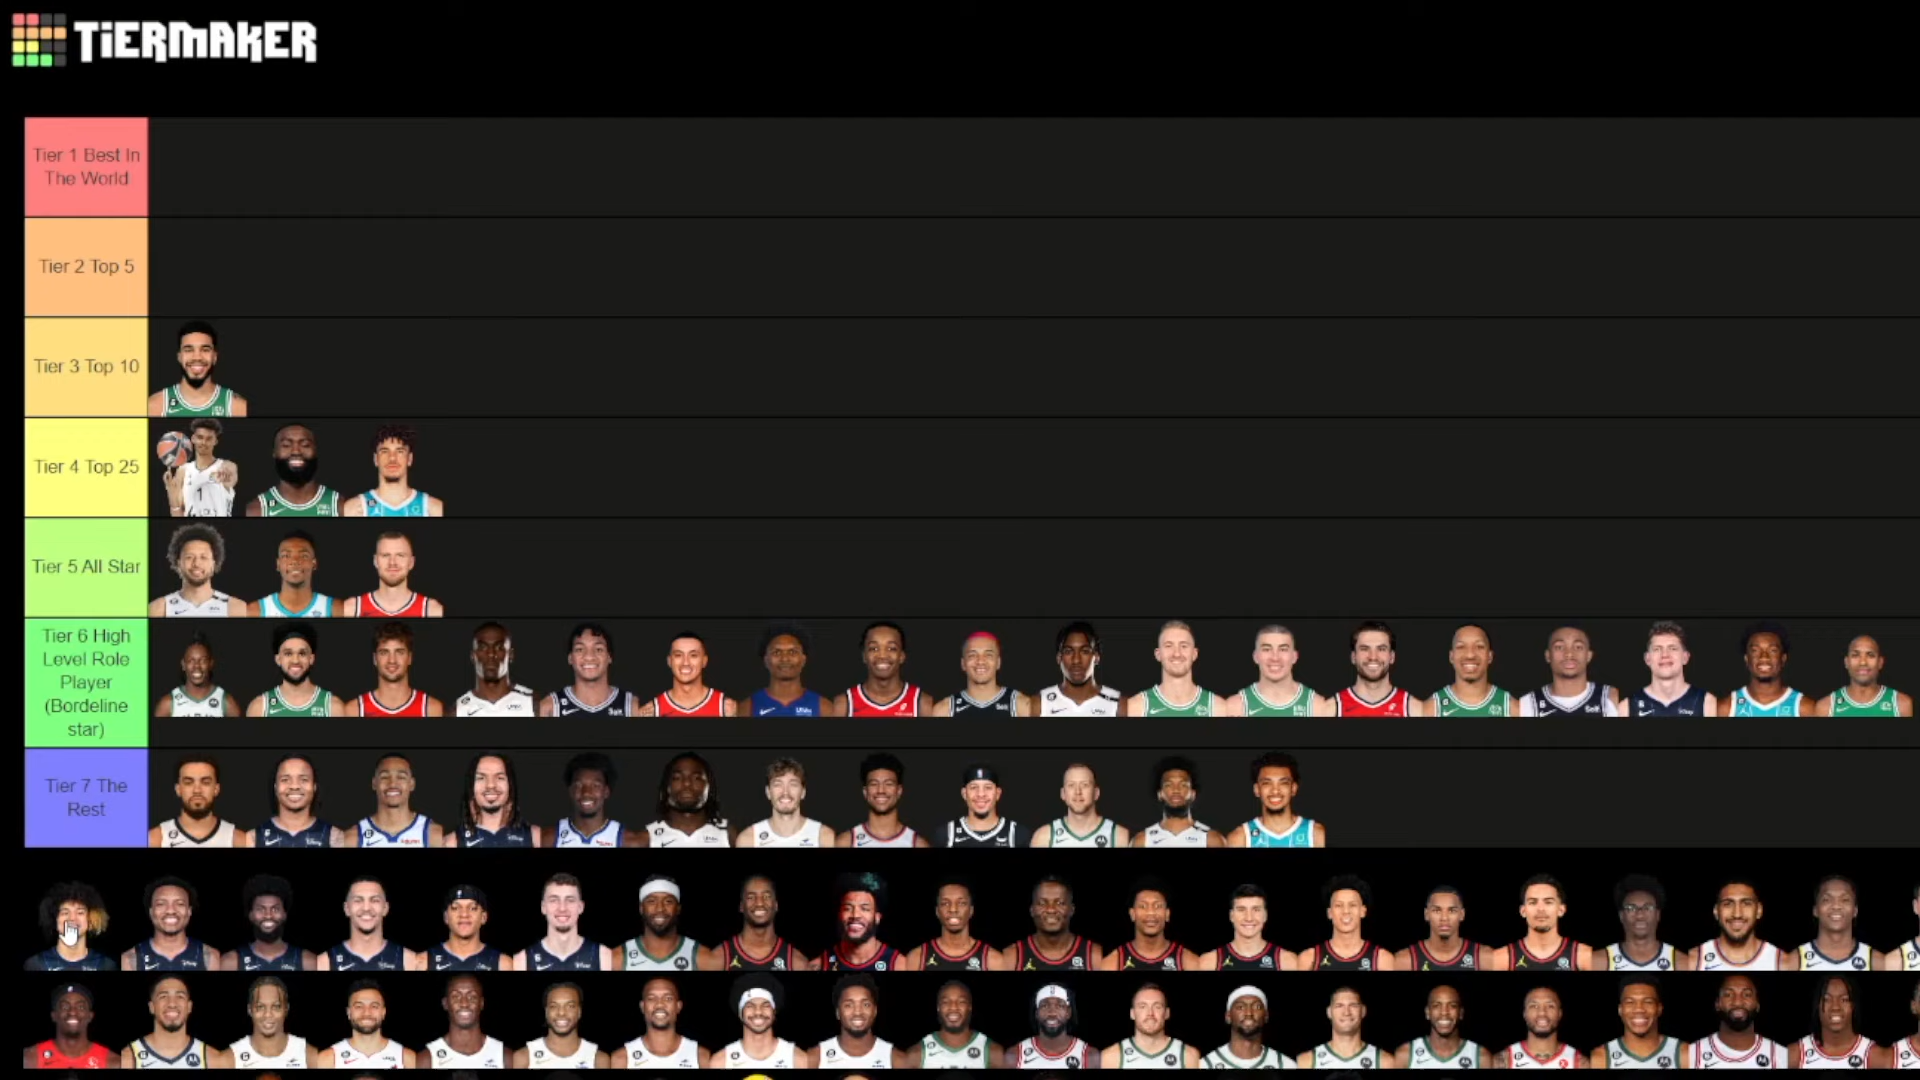 TiERMAKER
Tier 1 Best In
The World
Tier 2 Top 5
Tier 3 Top 10
Tier 4 Top 25
1
Tier 5 All Star
Tier 6 High
Level Role
Player
(Bordeline
star)
Tier 7 The
Rest